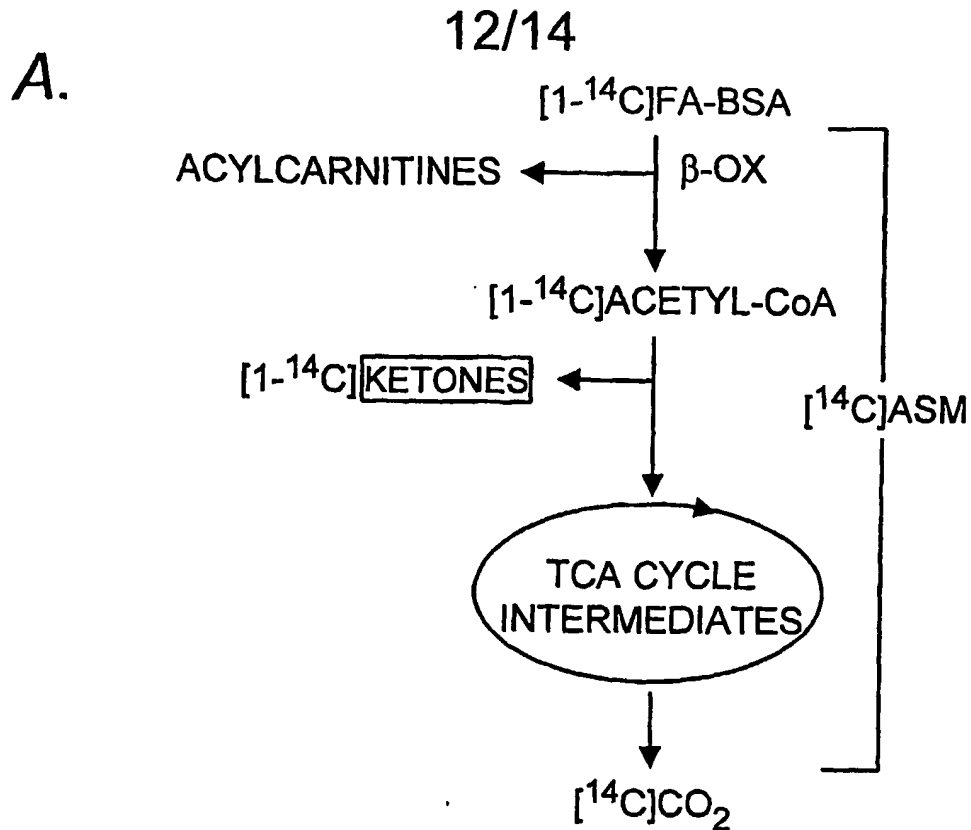 12/14
A.
[1-¹⁴C]FA-BSA
ACYLCARNITINES
β-OX
[1-¹⁴C]ACETYL-CoA
[1-¹⁴C]KETONES
[¹⁴C]ASM
TCA CYCLE
INTERMEDIATES
[¹⁴C]CO₂